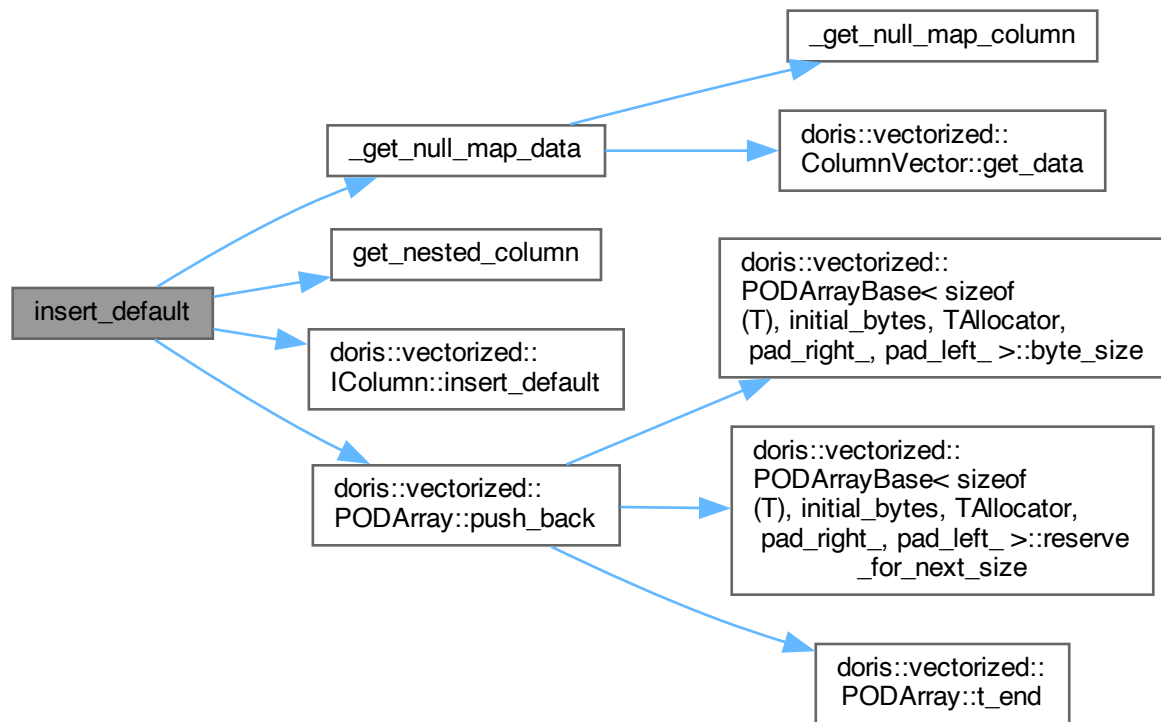 _get_null_map_column
_get_null_map_data
doris::vectorized::
ColumnVector::get_data
get_nested_column
insert_default
doris::vectorized::
IColumn::insert_default
doris::vectorized::
PODArrayBase< sizeof
(T), initial_bytes, TAllocator,
pad_right_, pad_left_ >::byte_size
doris::vectorized::
PODArray::push_back
doris::vectorized::
PODArrayBase< sizeof
(T), initial_bytes, TAllocator,
pad_right_, pad_left_ >::reserve
_for_next_size
doris::vectorized::
PODArray::t_end